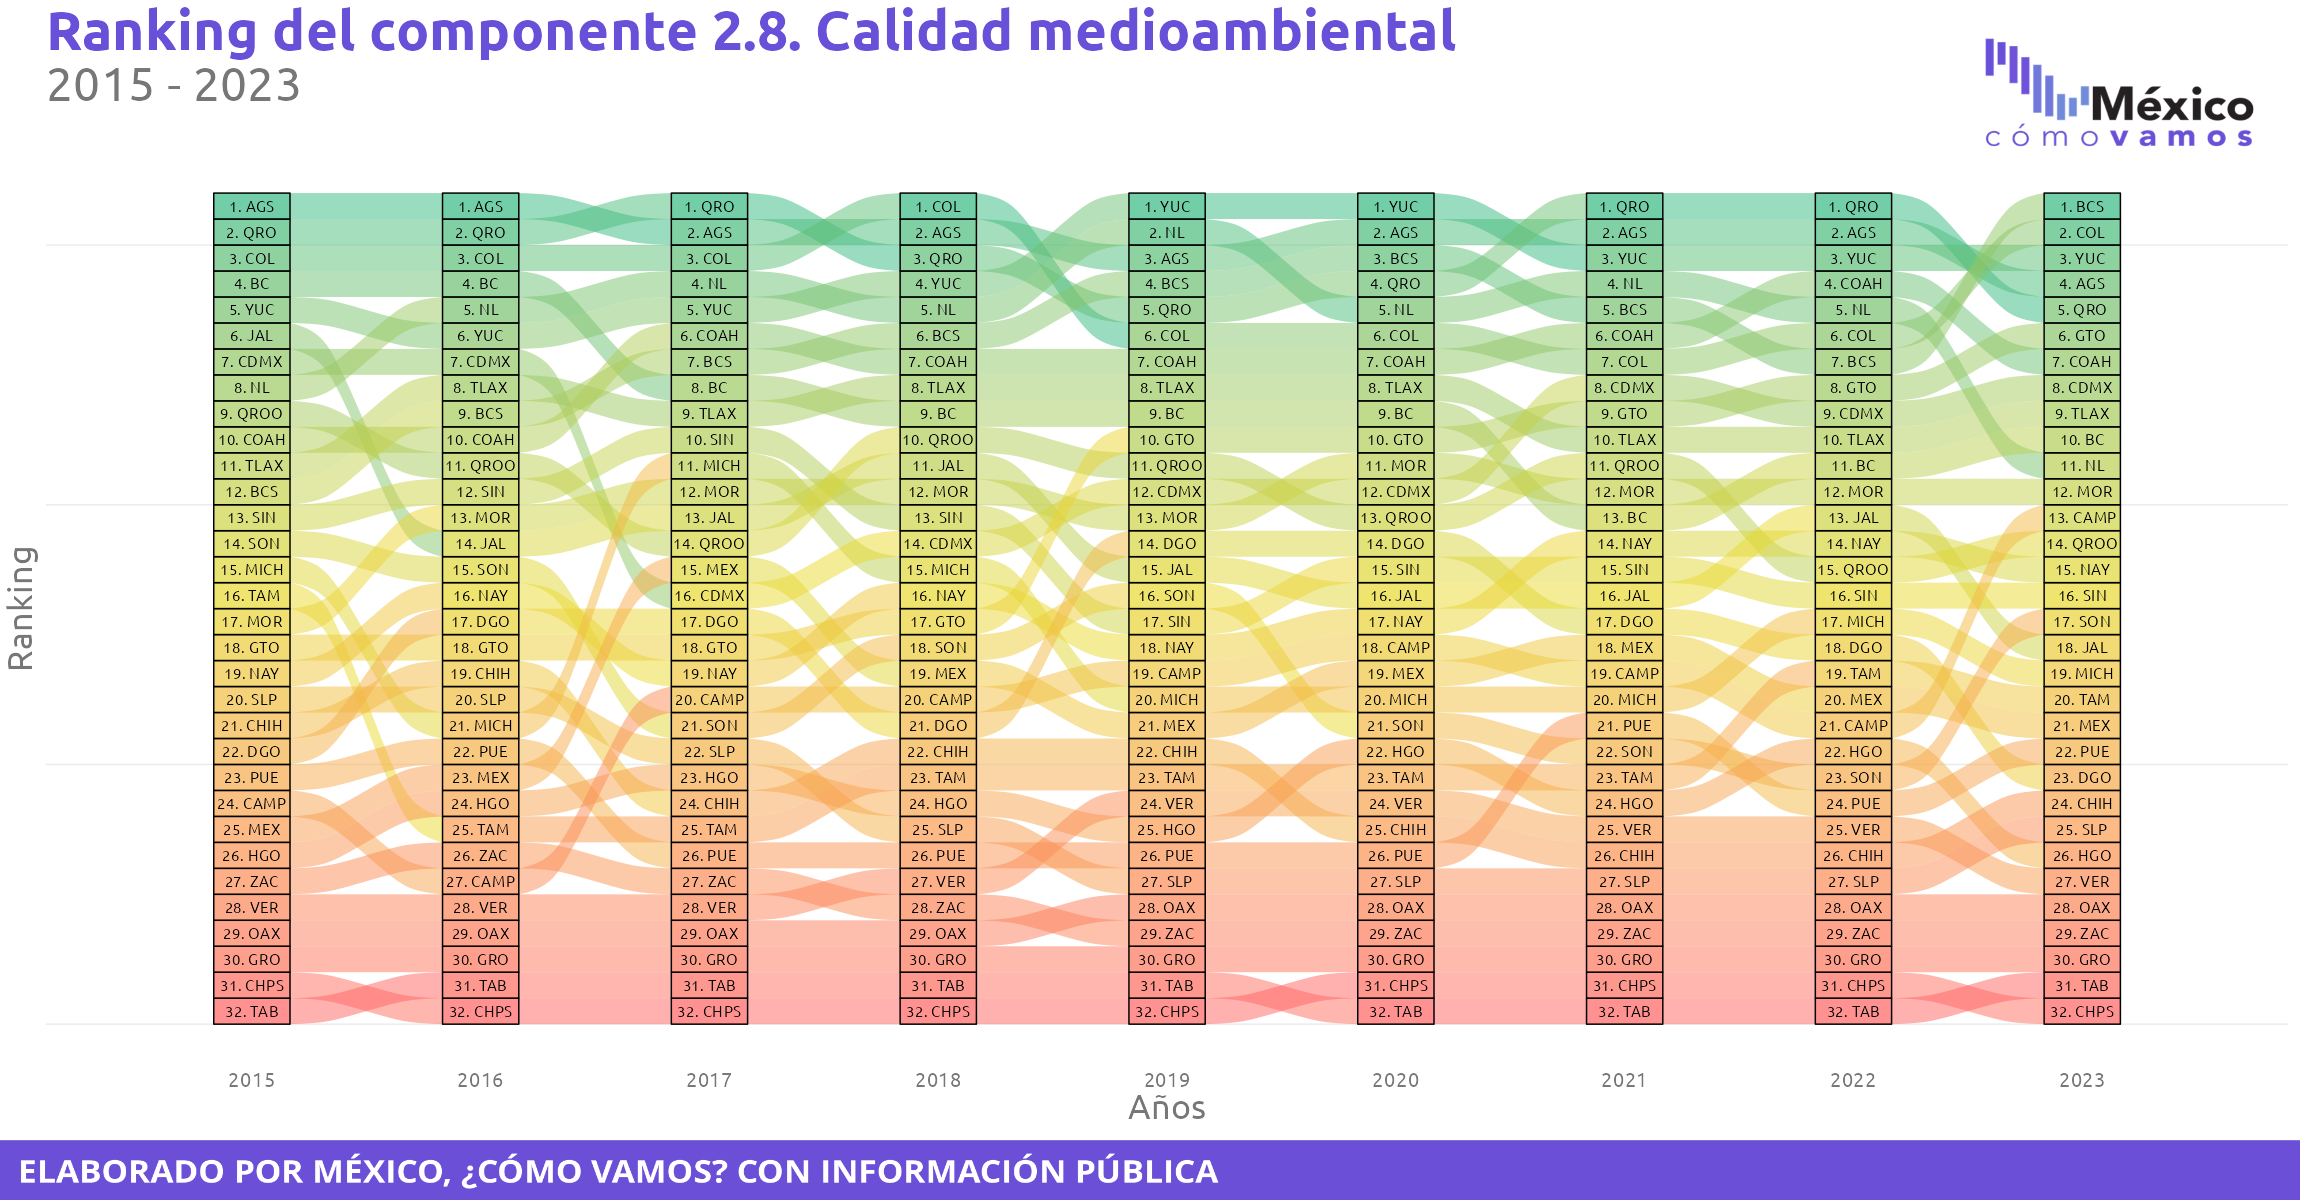 Ranking del componente 2.8. Calidad medioambiental
2015 - 2023
México
cómovamos
Ranking
1. AGS 1. AGS 1. QRO 1. COL 1. YUC 1. YUC 1. QRO 1. QRO 1. BCS
2. QRO 2. QRO 2. AGS 2. AGS 2. NL 2. AGS 2. AGS 2. AGS 2. COL
3. COL 3. COL 3. COL 3. QRO 3. AGS 3. BCS 3. YUC 3. YUC 3. YUC
4. BC 4. BC 4. NL 4. YUC 4. BCS 4. QRO 4. NL 4. COAH 4. AGS
5. YUC 5. NL 5. YUC 5. NL 5. QRO 5. NL 5. BCS 5. NL 5. QRO
6. JAL 6. YUC 6. COAH 6. BCS 6. COL 6. COL 6. COAH 6. COL 6. GTO
7. CDMX 7. CDMX 7. BCS 7. COAH 7. COAH 7. COAH 7. COL 7. BCS 7. COAH
8. NL 8. TLAX 8. BC 8. TLAX 8. TLAX 8. TLAX 8. CDMX 8. GTO 8. CDMX
9. QROO 9. BCS 9. TLAX 9. BC 9. BC 9. BC 9. GTO 9. CDMX 9. TLAX
10. COAH 10. COAH 10. SIN 10. QROO 10. GTO 10. GTO 10. TLAX 10. TLAX 10. BC
11. TLAX 11. QROO 11. MICH 11. JAL 11. QROO 11. MOR 11. QROO 11. BC 11. NL
12. BCS 12. SIN 12. MOR 12. MOR 12. CDMX 12. CDMX 12. MOR 12. MOR 12. MOR
13. SIN 13. MOR 13. JAL 13. SIN 13. MOR 13. QROO 13. BC 13. JAL 13. CAMP
14. SON 14. JAL 14. QROO 14. CDMX 14. DGO 14. DGO 14. NAY 14. NAY 14. QROO
15. MICH 15. SON 15. MEX 15. MICH 15. JAL 15. SIN 15. SIN 15. QROO 15. NAY
16. TAM 16. NAY 16. CDMX 16. NAY 16. SON 16. JAL 16. JAL 16. SIN 16. SIN
17. MOR 17. DGO 17. DGO 17. GTO 17. SIN 17. NAY 17. DGO 17. MICH 17. SON
18. GTO 18. GTO 18. GTO 18. SON 18. NAY 18. CAMP 18. MEX 18. DGO 18. JAL
19. NAY 19. CHIH 19. NAY 19. MEX 19. CAMP 19. MEX 19. CAMP 19. TAM 19. MICH
20. SLP 20. SLP 20. CAMP 20. CAMP 20. MICH 20. MICH 20. MICH 20. MEX 20. TAM
21. CHIH 21. MICH 21. SON 21. DGO 21. MEX 21. SON 21. PUE 21. CAMP 21. MEX
22. DGO 22. PUE 22. SLP 22. CHIH 22. CHIH 22. HGO 22. SON 22. HGO 22. PUE
23. PUE 23. MEX 23. HGO 23. TAM 23. TAM 23. TAM 23. TAM 23. SON 23. DGO
24. CAMP 24. HGO 24. CHIH 24. HGO 24. VER 24. VER 24. HGO 24. PUE 24. CHIH
25. MEX 25. TAM 25. TAM 25. SLP 25. HGO 25. CHIH 25. VER 25. VER 25. SLP
26. HGO 26. ZAC 26. PUE 26. PUE 26. PUE 26. PUE 26. CHIH 26. CHIH 26. HGO
27. ZAC 27. CAMP 27. ZAC 27. VER 27. SLP 27. SLP 27. SLP 27. SLP 27. VER
28. VER 28. VER 28. VER 28. ZAC 28. OAX 28. OAX 28. OAX 28. OAX 28. OAX
29. OAX 29. OAX 29. OAX 29. OAX 29. ZAC 29. ZAC 29. ZAC 29. ZAC 29. ZAC
30. GRO 30. GRO 30. GRO 30. GRO 30. GRO 30. GRO 30. GRO 30. GRO 30. GRO
31. CHPS 31. TAB 31. TAB 31. TAB 31. TAB 31. CHPS 31. CHPS 31. CHPS 31. TAB
32. TAB 32. CHPS 32. CHPS 32. CHPS 32. CHPS 32. TAB 32. TAB 32. TAB 32. CHPS
2015 2016 2017 2018 2019 2020 2021 2022 2023
Años
ELABORADO POR MÉXICO, ¿CÓMO VAMOS? CON INFORMACIÓN PÚBLICA